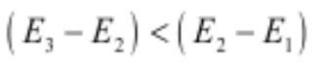 (E₃ − E₂) < (E₂ − E₁)